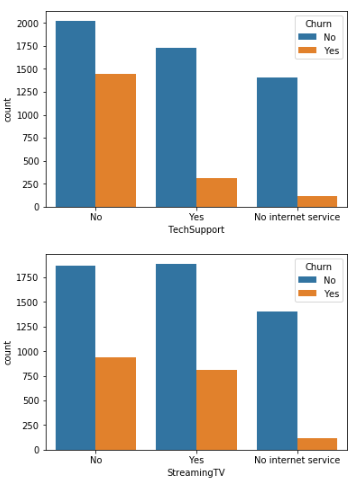 2000
1750
1500
1250
1000
750
500
250
0
count
Churn
No
Yes
No
Yes
No internet service
TechSupport
1750
1500
1250
1000
750
500
250
0
count
Churn
No
Yes
No
Yes
No internet service
StreamingTV